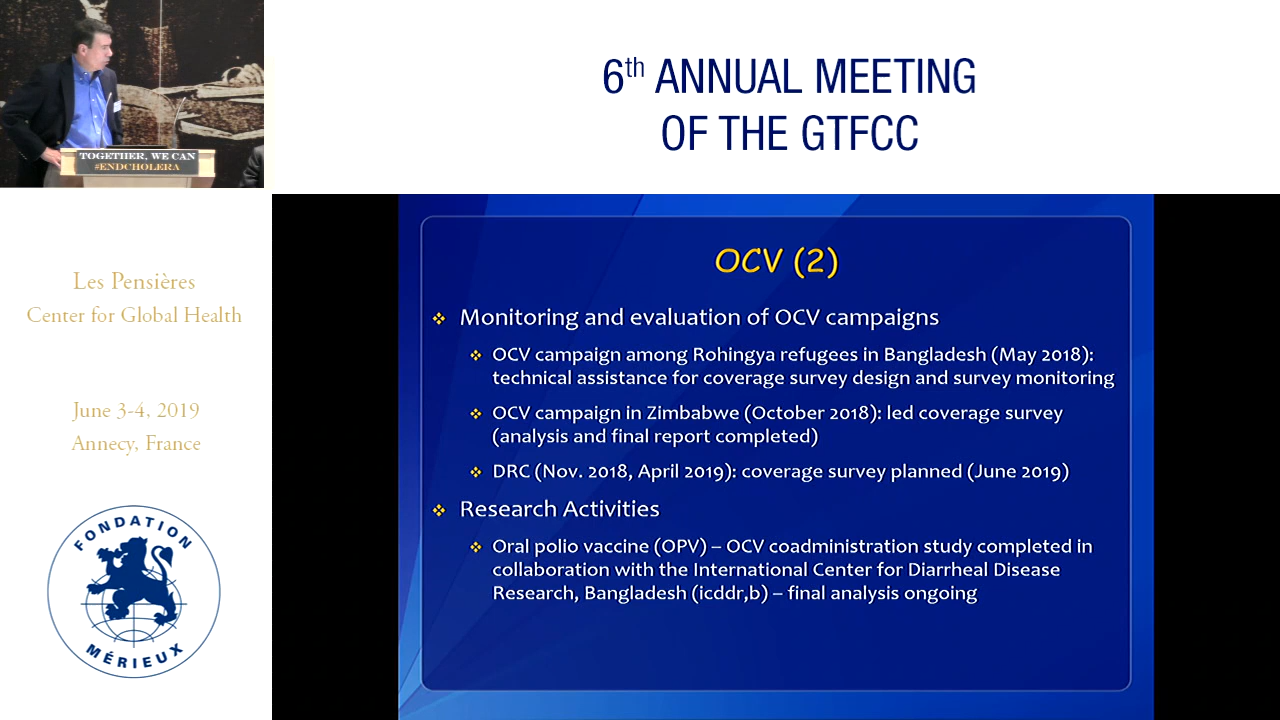 TOGETHER, WE CAN
#ENDCHOLERA
6th ANNUAL MEETING
OF THE GTFCC
Les Pensières
Center for Global Health
June 3-4, 2019
Annecy, France
FONDATION
MÉRIEUX
OCV (2)
❖ Monitoring and evaluation of OCV campaigns
❖ OCV campaign among Rohingya refugees in Bangladesh (May 2018):
technical assistance for coverage survey design and survey monitoring
❖ OCV campaign in Zimbabwe (October 2018): led coverage survey
(analysis and final report completed)
❖ DRC (Nov. 2018, April 2019): coverage survey planned (June 2019)
❖ Research Activities
❖ Oral polio vaccine (OPV) – OCV coadministration study completed in
collaboration with the International Center for Diarrheal Disease
Research, Bangladesh (icddr,b) – final analysis ongoing